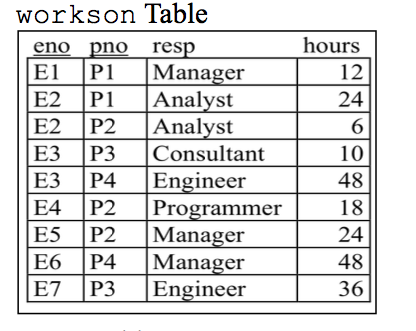 workson Table
eno pno resp hours
E1 P1 Manager 12
E2 P1 Analyst 24
E2 P2 Analyst 6
E3 P3 Consultant 10
E3 P4 Engineer 48
E4 P2 Programmer 18
E5 P2 Manager 24
E6 P4 Manager 48
E7 P3 Engineer 36